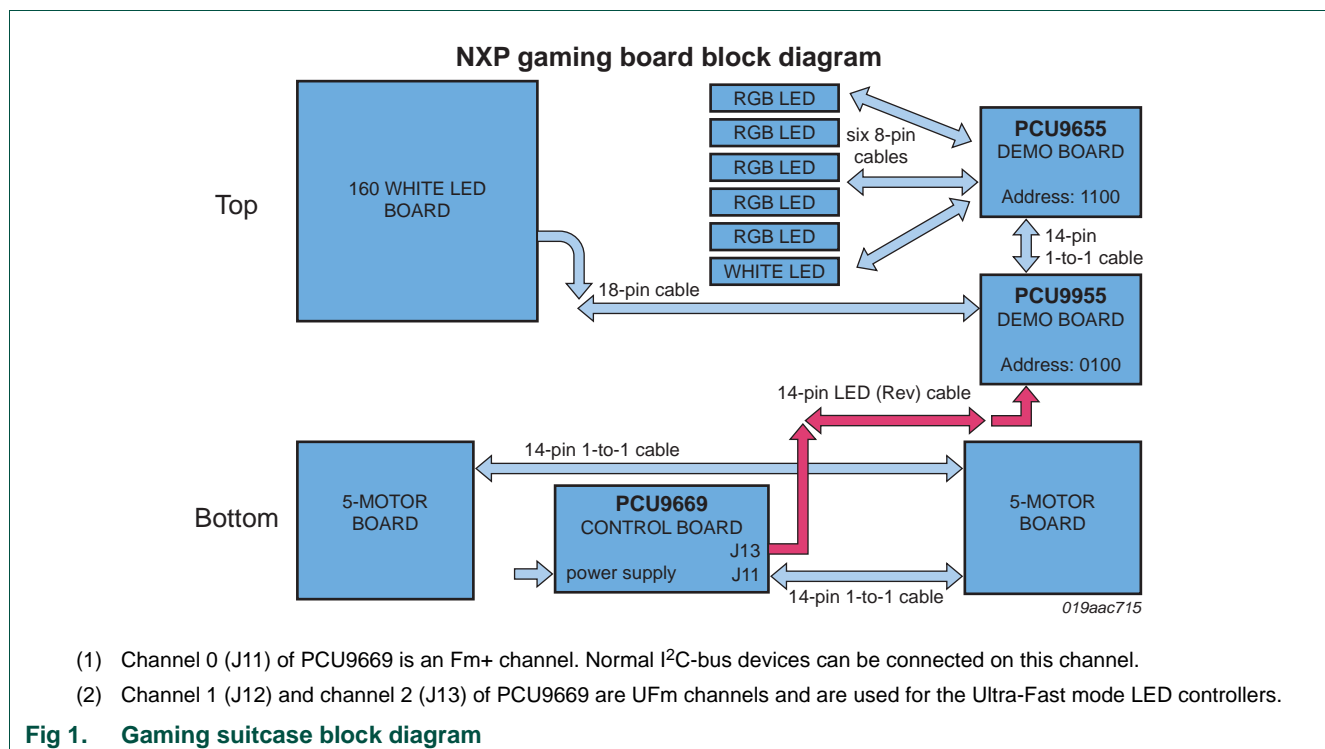 NXP gaming board block diagram
Top
160 WHITE LED
BOARD
RGB LED
RGB LED
RGB LED
RGB LED
RGB LED
WHITE LED
six 8-pin
cables
PCU9655
DEMO BOARD
Address: 1100
14-pin
1-to-1 cable
18-pin cable
PCU9955
DEMO BOARD
Address: 0100
14-pin LED (Rev) cable
Bottom
5-MOTOR
BOARD
14-pin 1-to-1 cable
PCU9669
CONTROL BOARD
J13
power supply
J11
14-pin 1-to-1 cable
5-MOTOR
BOARD
019aac715
(1) Channel 0 (J11) of PCU9669 is an Fm+ channel. Normal I²C-bus devices can be connected on this channel.
(2) Channel 1 (J12) and channel 2 (J13) of PCU9669 are UFm channels and are used for the Ultra-Fast mode LED controllers.
Fig 1. Gaming suitcase block diagram